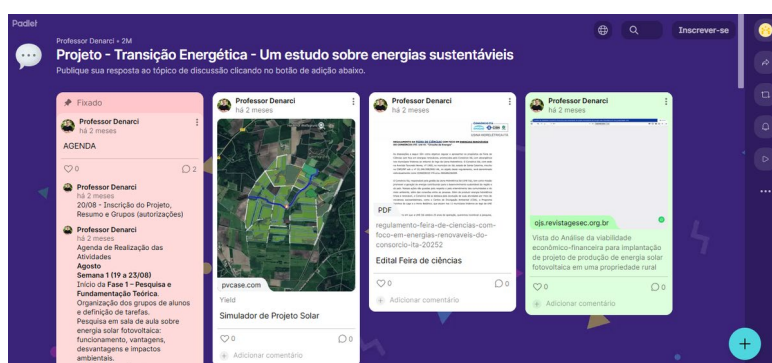 Padlet
Professor Denarci • 2M
Projeto - Transição Energética - Um estudo sobre energias sustentávieis
Publique sua resposta ao tópico de discussão clicando no botão de adição abaixo.
Inscrever-se
Fixado
Professor Denarci
há 2 meses
AGENDA
0
2
Professor Denarci
há 2 meses
20/08 - Inscrição do Projeto,
Resumo e Grupos (autorizações)
Professor Denarci
há 2 meses
Agenda de Realização das
Atividades
Agosto
Semana 1 (19 a 23/08)
Início da Fase 1 – Pesquisa e
Fundamentação Teórica.
Organização dos grupos de alunos
e definição de tarefas.
Pesquisa em sala de aula sobre
energia solar fotovoltaica:
funcionamento, vantagens,
desvantagens e impactos
ambientais.
Professor Denarci
há 2 meses
pvcase.com
Yield
Simulador de Projeto Solar
0
0
Adicionar comentário
Professor Denarci
há 2 meses
PDF
regulamento-feira-de-ciencias-com-
foco-em-energias-renovaveis-do-
consorcio-ita-20252
Edital Feira de ciências
0
0
Adicionar comentário
Professor Denarci
há 2 meses
ojs.revistagesec.org.br
Vista do Análise da viabilidade
econômico-financeira para implantação
de projeto de produção de energia solar
fotovoltaica em uma propriedade rural
0
0
Adicionar comentário